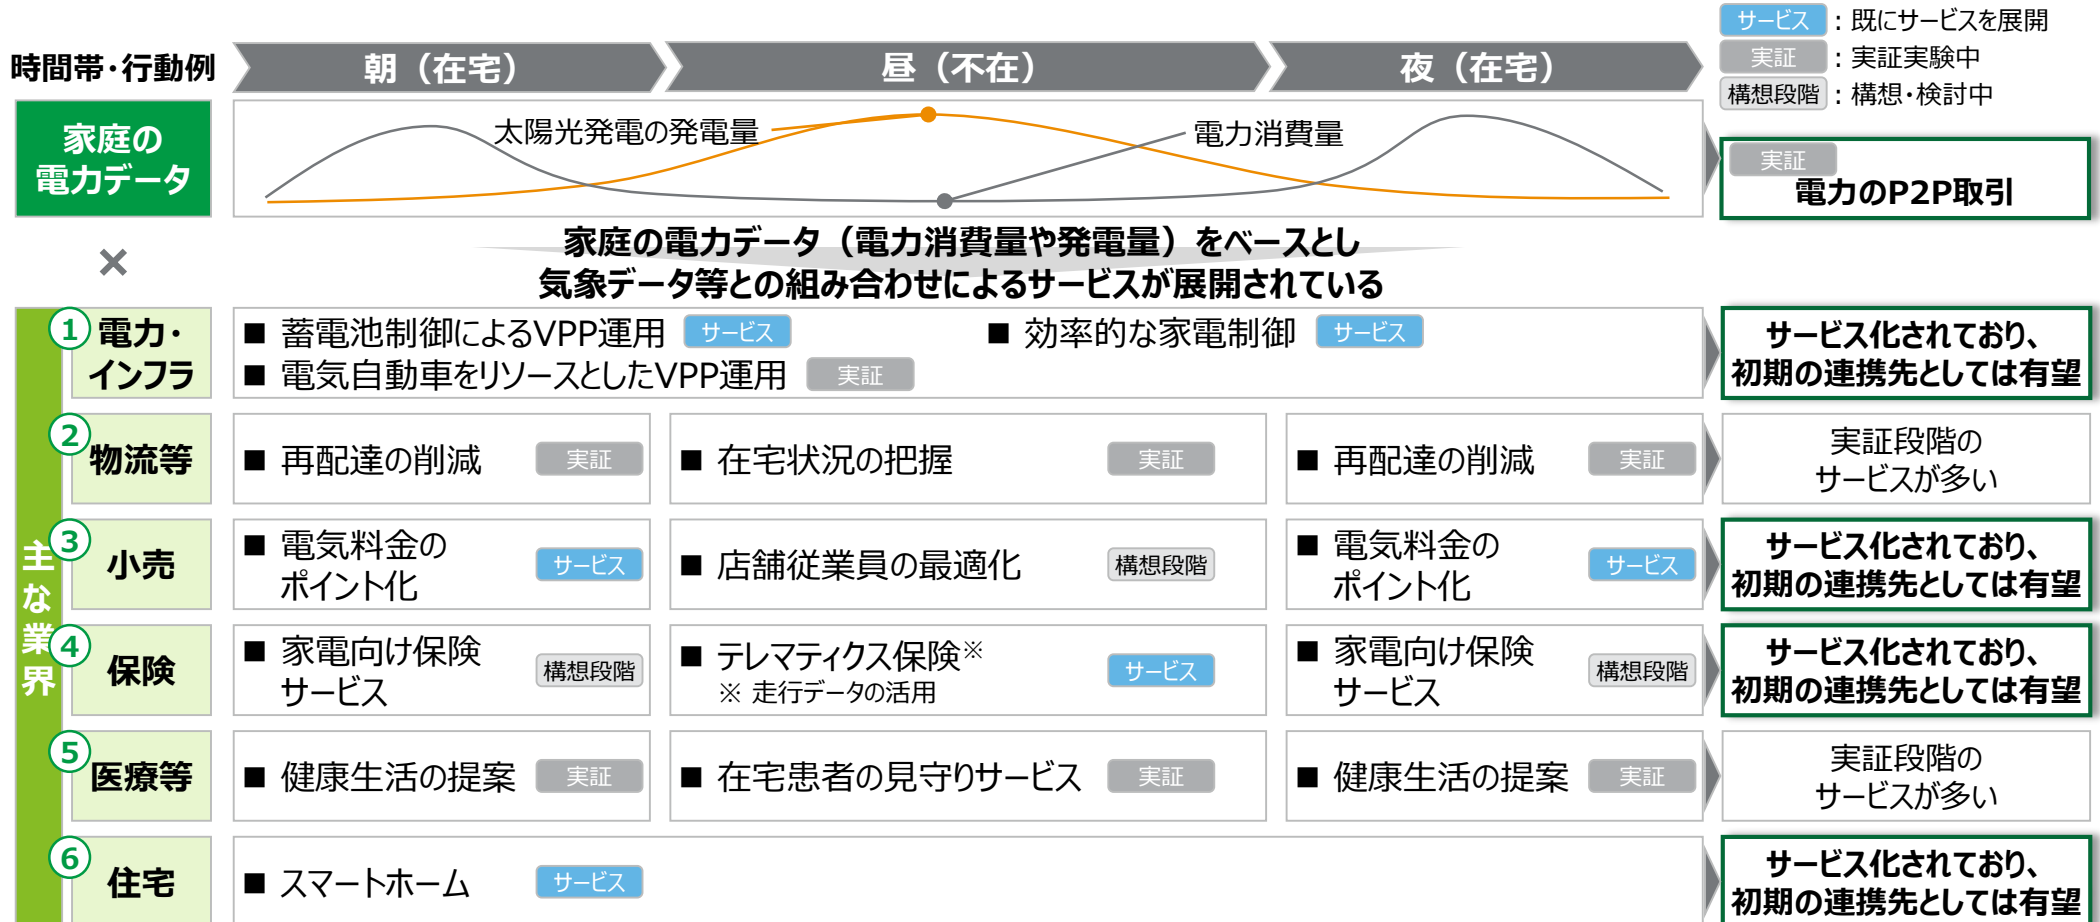 サービス：既にサービスを展開
実証：実証実験中
構想段階：構想・検討中
時間帯・行動例
朝（在宅）
昼（不在）
夜（在宅）
家庭の
電力データ
太陽光発電の発電量
電力消費量
実証
電力のP2P取引
×
家庭の電力データ（電力消費量や発電量）をベースとし
気象データ等との組み合わせによるサービスが展開されている
主な業界
① 電力・
インフラ
■ 蓄電池制御によるVPP運用 サービス
■ 効率的な家電制御 サービス
■ 電気自動車をリソースとしたVPP運用 実証
サービス化されており、
初期の連携先としては有望
② 物流等
■ 再配達の削減 実証
■ 在宅状況の把握 実証
■ 再配達の削減 実証
実証段階の
サービスが多い
③ 小売
■ 電気料金の
ポイント化 サービス
■ 店舗従業員の最適化 構想段階
■ 電気料金の
ポイント化 サービス
サービス化されており、
初期の連携先としては有望
④ 保険
■ 家電向け保険
サービス 構想段階
■ テレマティクス保険※
※ 走行データの活用
サービス
■ 家電向け保険
サービス 構想段階
サービス化されており、
初期の連携先としては有望
⑤ 医療等
■ 健康生活の提案 実証
■ 在宅患者の見守りサービス 実証
■ 健康生活の提案 実証
実証段階の
サービスが多い
⑥ 住宅
■ スマートホーム サービス
サービス化されており、
初期の連携先としては有望